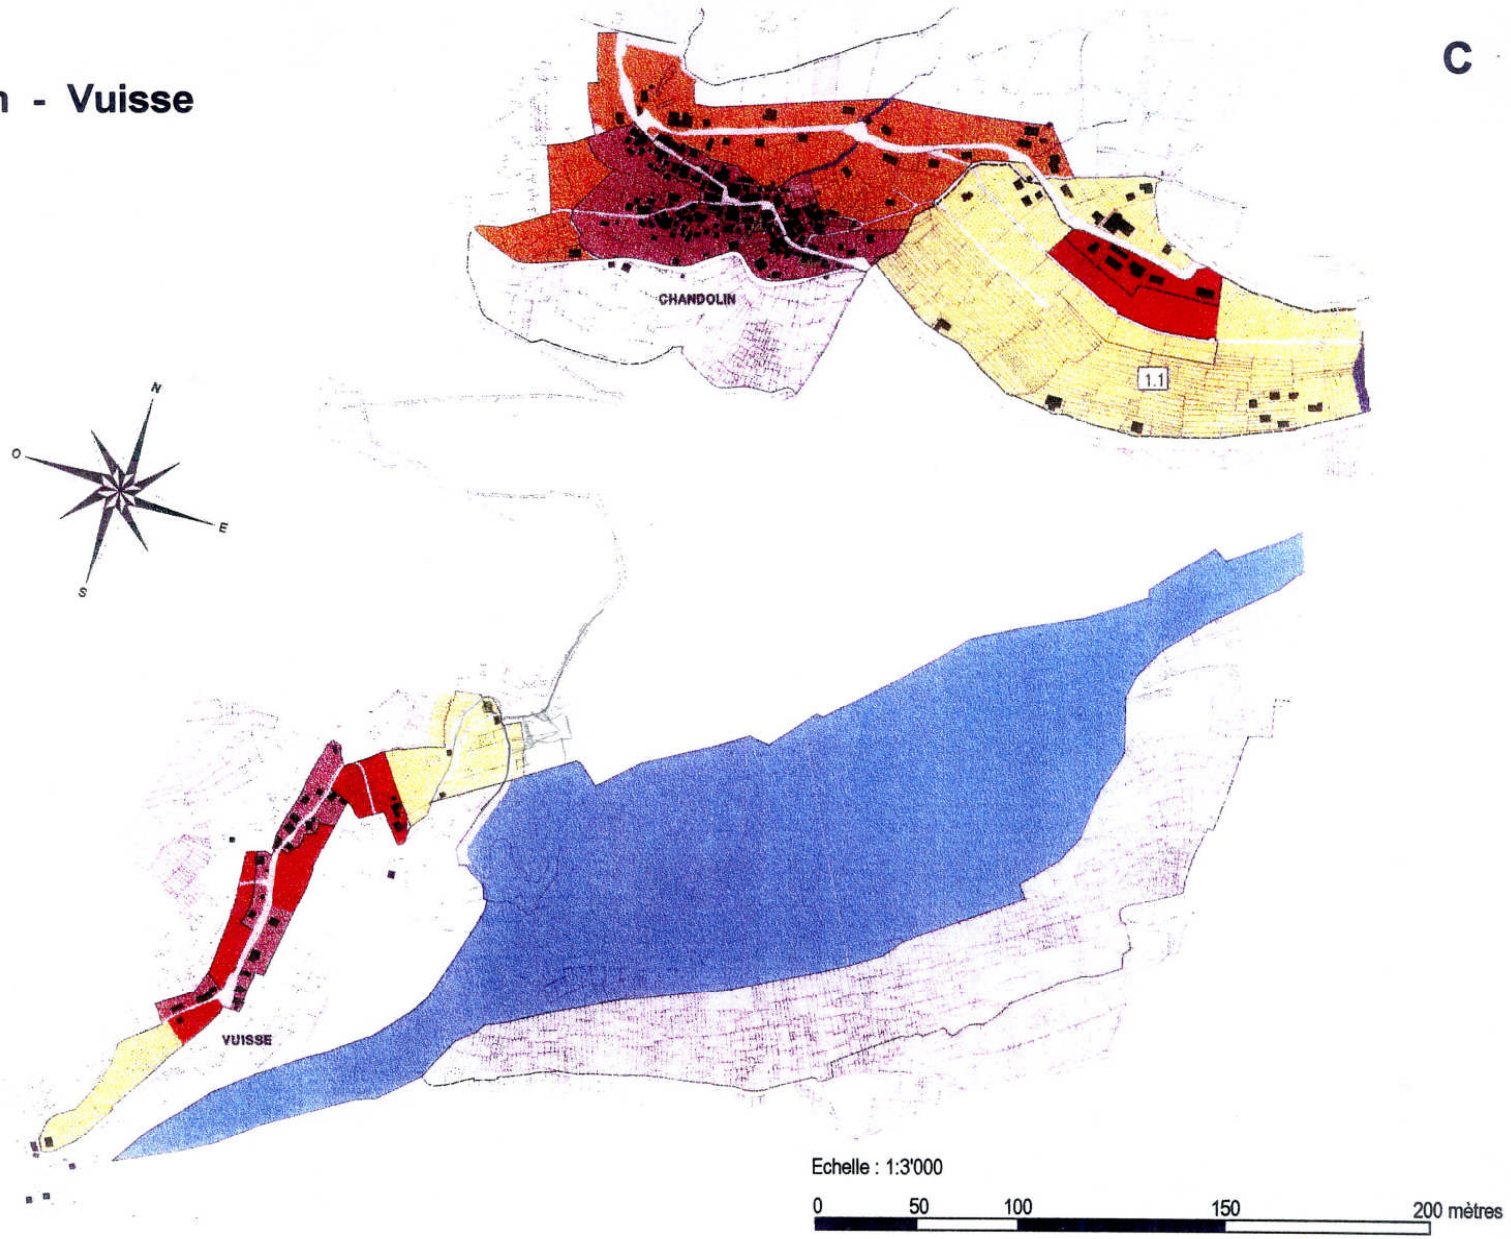 C
n - Vuisse
CHANDOLIN
1.1
N
O
E
S
VUISSE
Echelle : 1:3'000
0 50 100 150 200 mètres